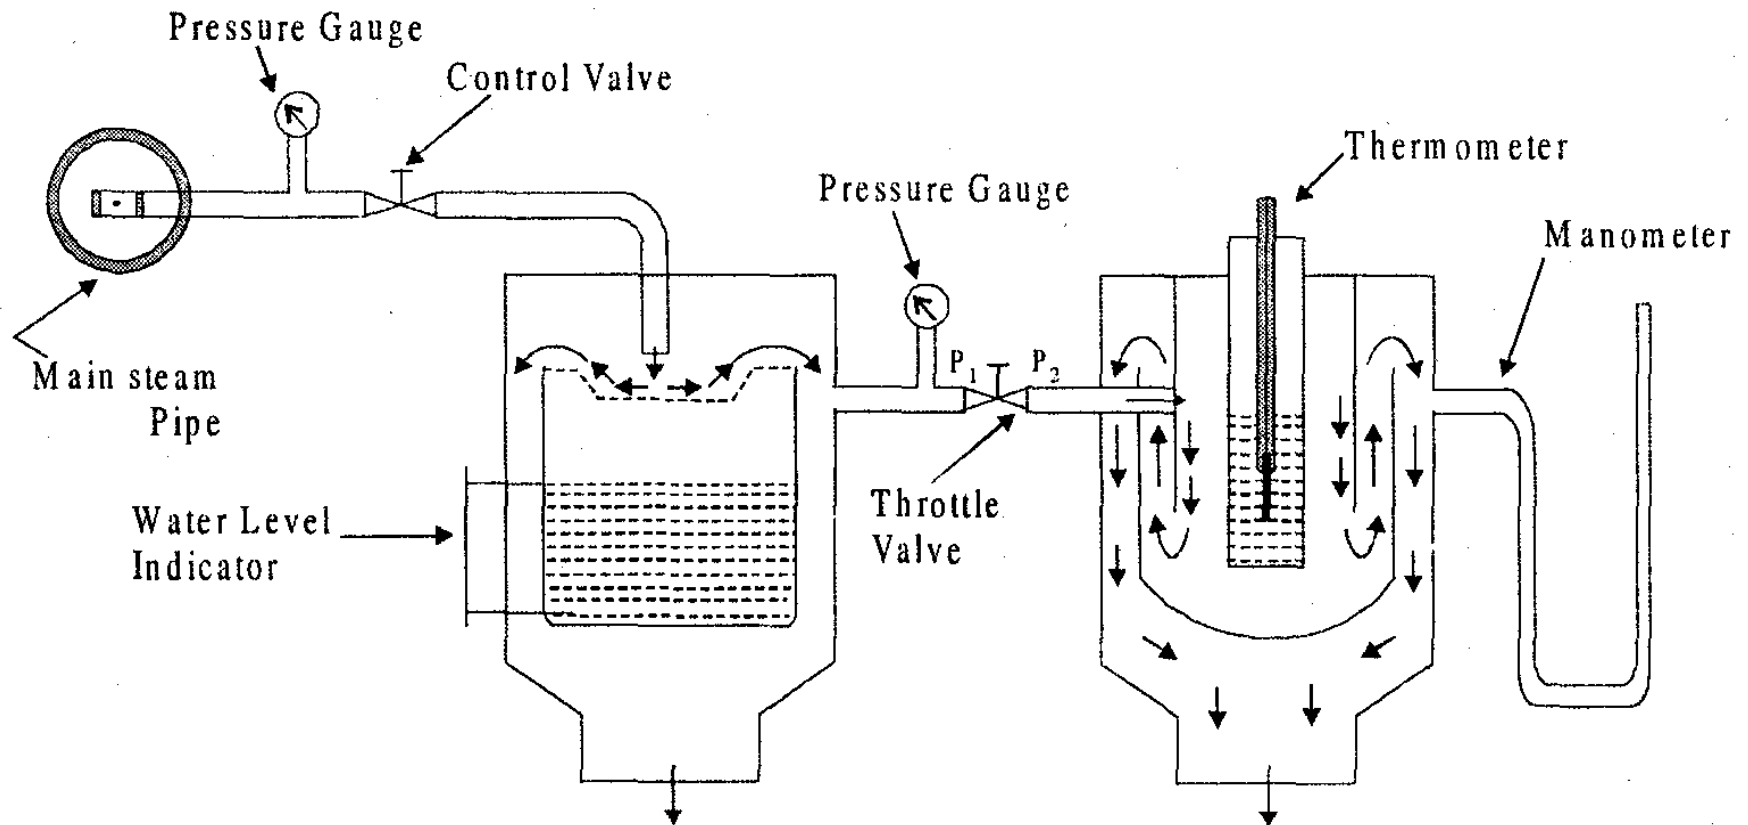 Pressure Gauge
Control Valve
Thermometer
Pressure Gauge
Manometer
P1
P2
Main steam
Pipe
Throttle
Valve
Water Level
Indicator